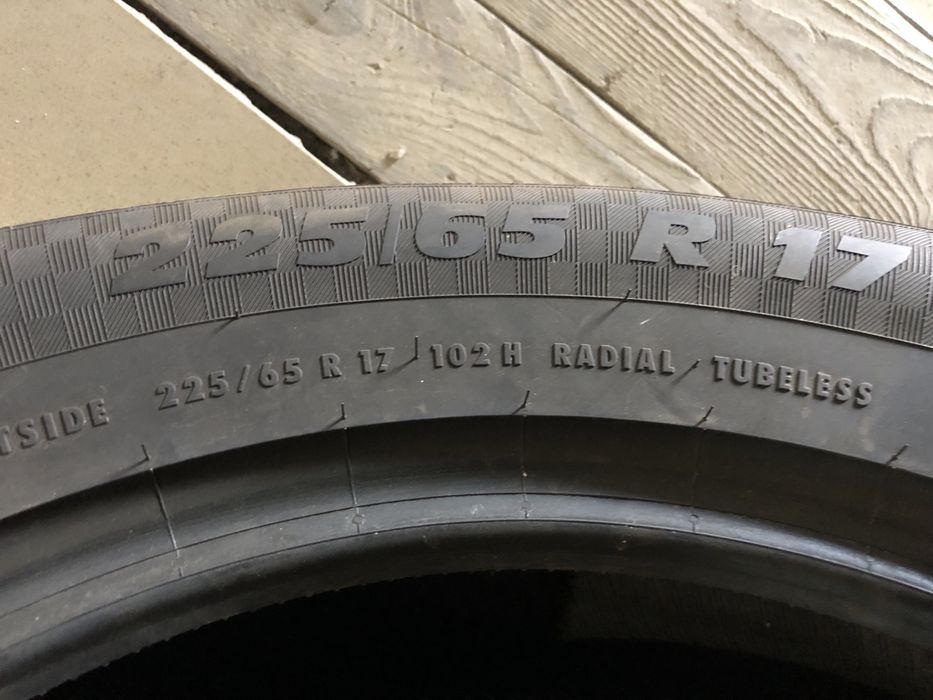 225/65 R 17
TSIDE 225/65 R 17 102 H RADIAL TUBELESS